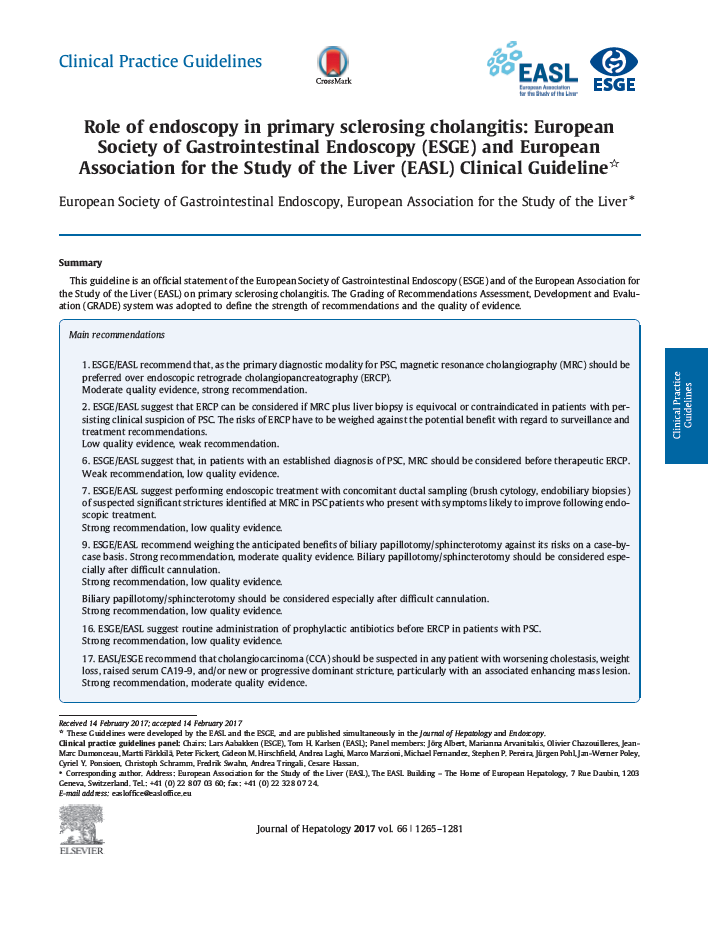 Clinical Practice Guidelines
CrossMark
EASL
European Association
for the Study of the Liver
ESGE
Role of endoscopy in primary sclerosing cholangitis: European
Society of Gastrointestinal Endoscopy (ESGE) and European
Association for the Study of the Liver (EASL) Clinical Guideline☆
European Society of Gastrointestinal Endoscopy, European Association for the Study of the Liver*
Summary
This guideline is an official statement of the European Society of Gastrointestinal Endoscopy (ESGE) and of the European Association for
the Study of the Liver (EASL) on primary sclerosing cholangitis. The Grading of Recommendations Assessment, Development and Evalu-
ation (GRADE) system was adopted to define the strength of recommendations and the quality of evidence.
Main recommendations
1. ESGE/EASL recommend that, as the primary diagnostic modality for PSC, magnetic resonance cholangiography (MRC) should be
preferred over endoscopic retrograde cholangiopancreatography (ERCP).
Moderate quality evidence, strong recommendation.
2. ESGE/EASL suggest that ERCP can be considered if MRC plus liver biopsy is equivocal or contraindicated in patients with per-
sisting clinical suspicion of PSC. The risks of ERCP have to be weighed against the potential benefit with regard to surveillance and
treatment recommendations.
Low quality evidence, weak recommendation.
6. ESGE/EASL suggest that, in patients with an established diagnosis of PSC, MRC should be considered before therapeutic ERCP.
Weak recommendation, low quality evidence.
7. ESGE/EASL suggest performing endoscopic treatment with concomitant ductal sampling (brush cytology, endobiliary biopsies)
of suspected significant strictures identified at MRC in PSC patients who present with symptoms likely to improve following endo-
scopic treatment.
Strong recommendation, low quality evidence.
9. ESGE/EASL recommend weighing the anticipated benefits of biliary papillotomy/sphincterotomy against its risks on a case-by-
case basis. Strong recommendation, moderate quality evidence. Biliary papillotomy/sphincterotomy should be considered espe-
cially after difficult cannulation.
Strong recommendation, low quality evidence.
Biliary papillotomy/sphincterotomy should be considered especially after difficult cannulation.
Strong recommendation, low quality evidence.
16. ESGE/EASL suggest routine administration of prophylactic antibiotics before ERCP in patients with PSC.
Strong recommendation, low quality evidence.
17. EASL/ESGE recommend that cholangiocarcinoma (CCA) should be suspected in any patient with worsening cholestasis, weight
loss, raised serum CA19-9, and/or new or progressive dominant stricture, particularly with an associated enhancing mass lesion.
Strong recommendation, moderate quality evidence.
Clinical Practice
Guidelines
Received 14 February 2017; accepted 14 February 2017
☆ These Guidelines were developed by the EASL and the ESGE, and are published simultaneously in the Journal of Hepatology and Endoscopy.
Clinical practice guidelines panel: Chairs: Lars Aabakken (ESGE), Tom H. Karlsen (EASL); Panel members: Jörg Albert, Marianna Arvanitakis, Olivier Chazouilleres, Jean-
Marc Dumonceau, Martti Färkkilä, Peter Fickert, Gideon M. Hirschfield, Andrea Laghi, Marco Marzioni, Michael Fernandez, Stephen P. Pereira, Jürgen Pohl, Jan-Werner Poley,
Cyriel Y. Ponsioen, Christoph Schramm, Fredrik Swahn, Andrea Tringali, Cesare Hassan.
* Corresponding author. Address: European Association for the Study of the Liver (EASL), The EASL Building – The Home of European Hepatology, 7 Rue Daubin, 1203
Geneva, Switzerland. Tel.: +41 (0) 22 807 03 60; fax: +41 (0) 22 328 07 24.
E-mail address: easloffice@easloffice.eu
ELSEVIER
Journal of Hepatology 2017 vol. 66 | 1265–1281